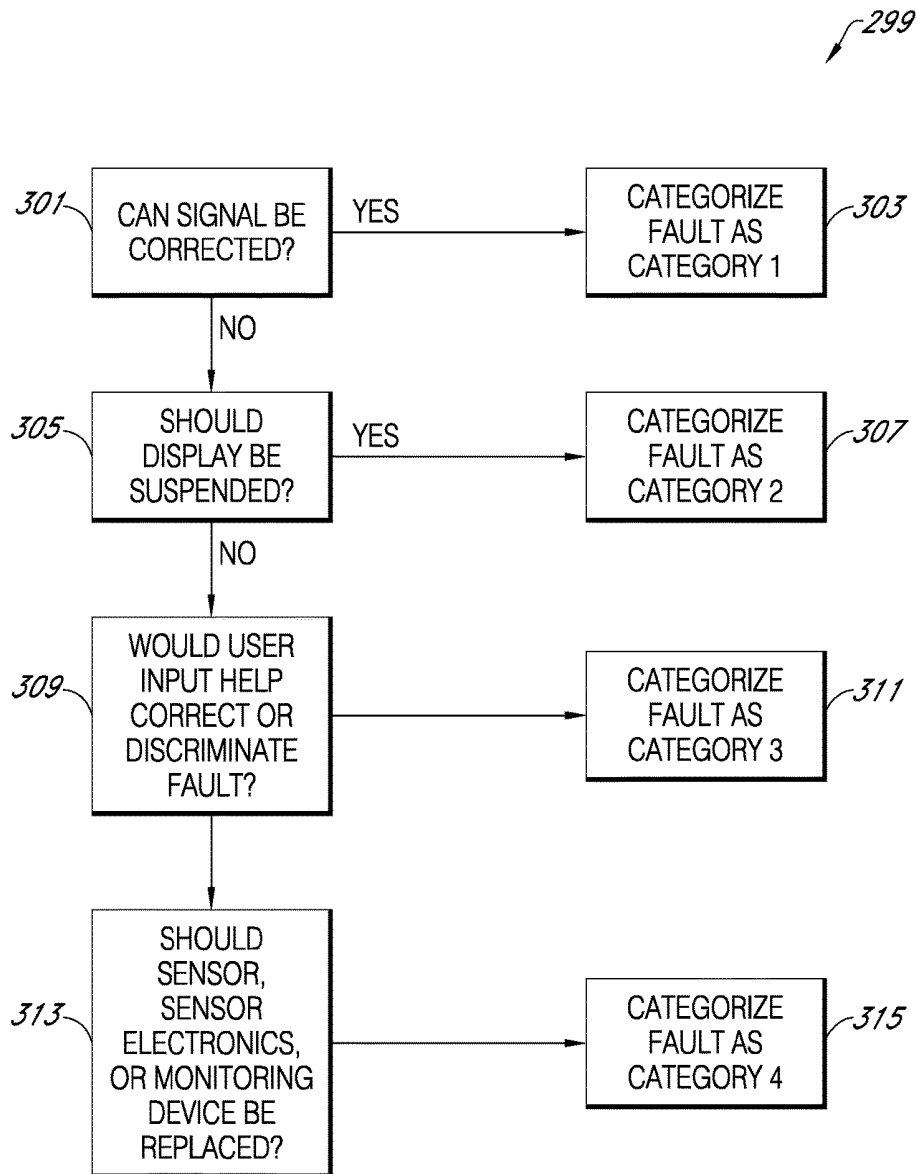 299
301
CAN SIGNAL BE
CORRECTED?
YES
CATEGORIZE
FAULT AS
CATEGORY 1
303
NO
305
SHOULD
DISPLAY BE
SUSPENDED?
YES
CATEGORIZE
FAULT AS
CATEGORY 2
307
NO
309
WOULD USER
INPUT HELP
CORRECT OR
DISCRIMINATE
FAULT?
CATEGORIZE
FAULT AS
CATEGORY 3
311
313
SHOULD
SENSOR,
SENSOR
ELECTRONICS,
OR MONITORING
DEVICE BE
REPLACED?
CATEGORIZE
FAULT AS
CATEGORY 4
315